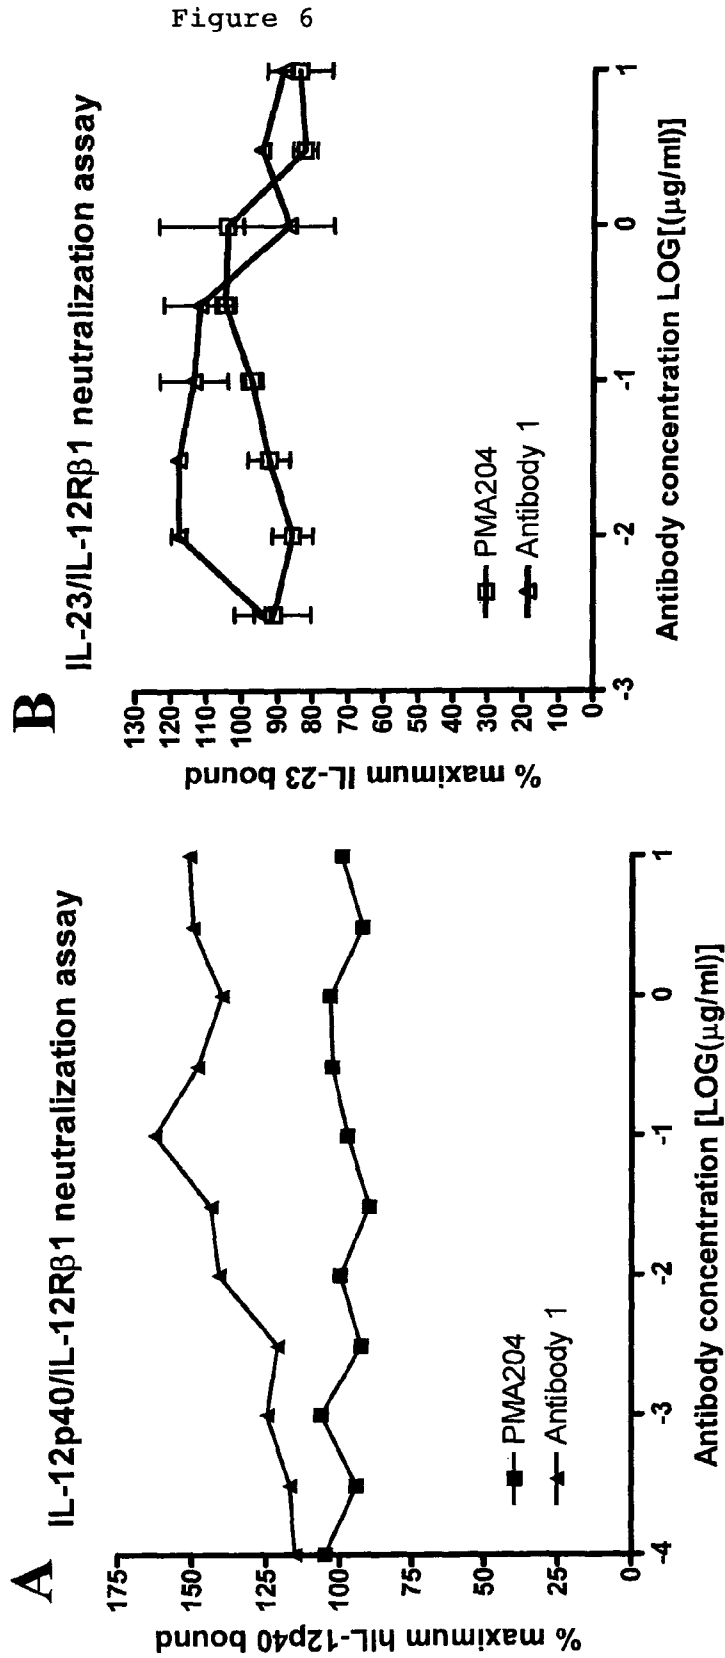 Figure 6
A
IL-12p40/IL-12Rβ1 neutralization assay
% maximum hIL-12p40 bound
175
150
125
100
75
50
25
0
-4
-3
-2
-1
0
1
PMA204
Antibody 1
Antibody concentration [LOG(μg/ml)]
B
IL-23/IL-12Rβ1 neutralization assay
% maximum IL-23 bound
130
120
110
100
90
80
70
60
50
40
30
20
10
0
-3
-2
-1
0
1
PMA204
Antibody 1
Antibody concentration LOG[(μg/ml)]